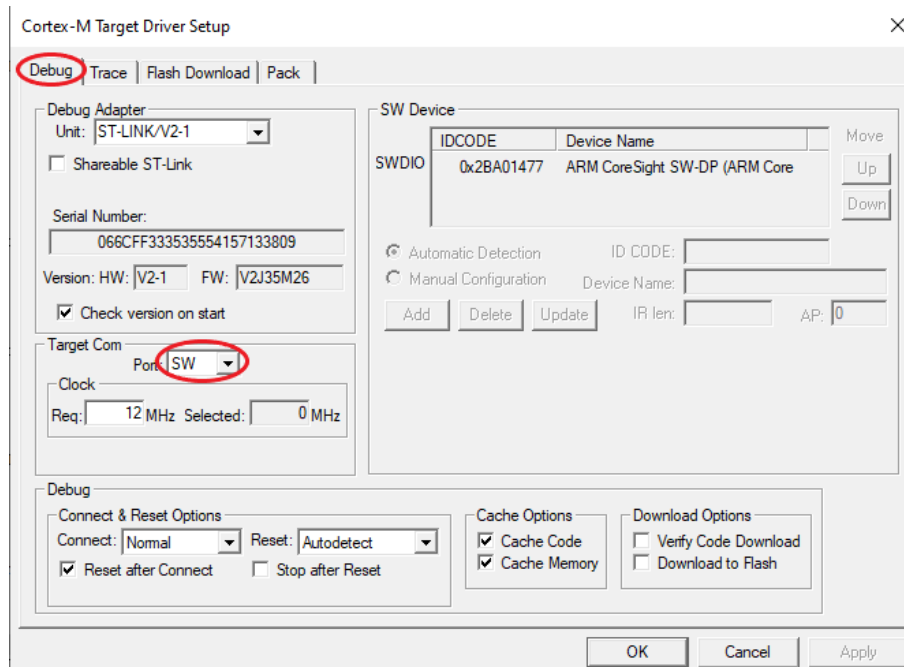 Cortex-M Target Driver Setup
Debug Trace Flash Download Pack
Debug Adapter
Unit: ST-LINK/V2-1
Shareable ST-Link
Serial Number:
066CFF333535554157133809
Version: HW: V2-1 FW: V2J35M26
Check version on start
Target Com
Port: SW
Clock
Req: 12 MHz Selected: 0 MHz
SW Device
IDCODE Device Name
SWDIO 0x2BA01477 ARM CoreSight SW-DP (ARM Core
Move
Up
Down
Automatic Detection ID CODE:
Manual Configuration Device Name:
Add Delete Update IR len: AP: 0
Debug
Connect & Reset Options
Connect: Normal Reset: Autodetect
Reset after Connect Stop after Reset
Cache Options
Cache Code
Cache Memory
Download Options
Verify Code Download
Download to Flash
OK Cancel Apply